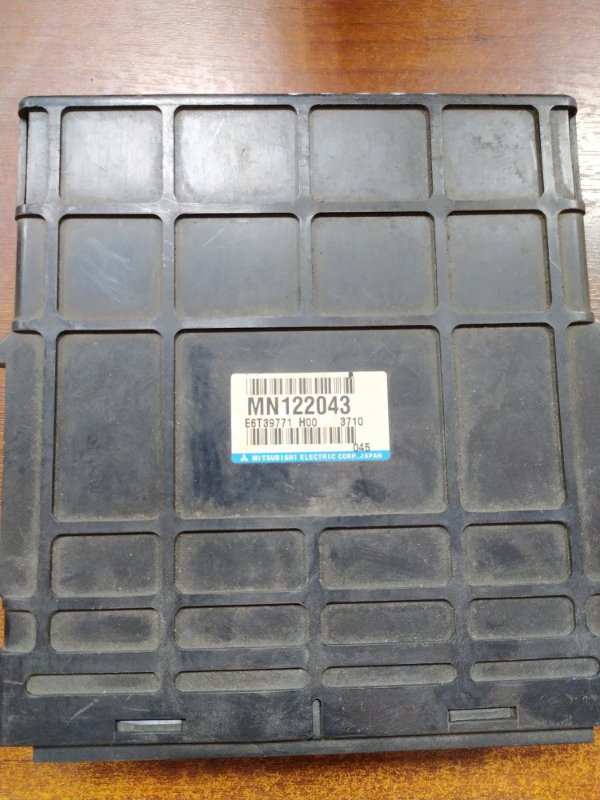 MN122043
E6T39771 H00 3710
045
MITSUBISHI ELECTRIC CORP. JAPAN